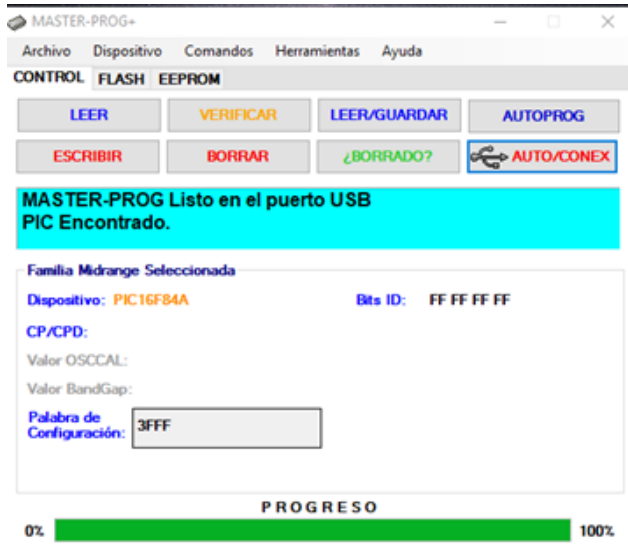 MASTER-PROG+
Archivo Dispositivo Comandos Herramientas Ayuda
CONTROL FLASH EEPROM
LEER VERIFICAR LEER/GUARDAR AUTOPROG
ESCRIBIR BORRAR ¿BORRADO? AUTO/CONEX
MASTER-PROG Listo en el puerto USB
PIC Encontrado.
Familia Midrange Seleccionada
Dispositivo: PIC16F84A Bits ID: FF FF FF FF
CP/CPD:
Valor OSCCAL:
Valor BandGap:
Palabra de
Configuración: 3FFF
PROGRESO
0% 100%